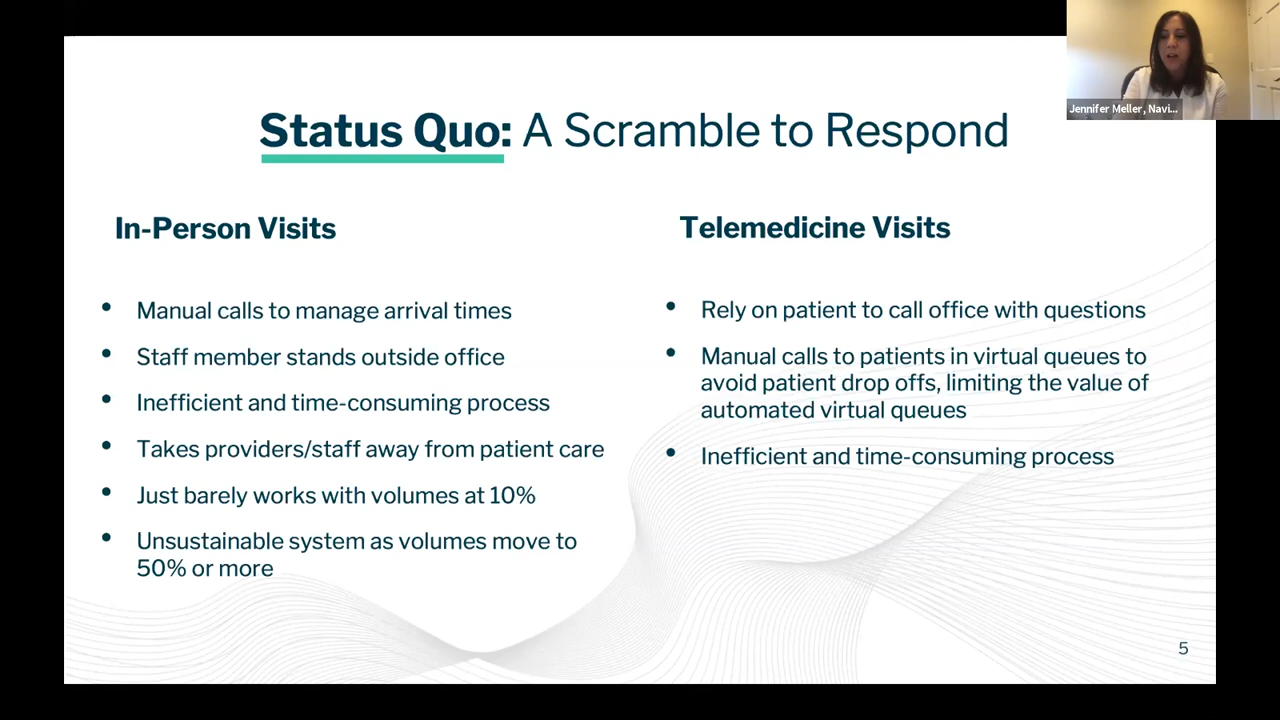 Jennifer Meller, Navi...
Status Quo: A Scramble to Respond
In-Person Visits
• Manual calls to manage arrival times
• Staff member stands outside office
• Inefficient and time-consuming process
• Takes providers/staff away from patient care
• Just barely works with volumes at 10%
• Unsustainable system as volumes move to
50% or more
Telemedicine Visits
• Rely on patient to call office with questions
• Manual calls to patients in virtual queues to
avoid patient drop offs, limiting the value of
automated virtual queues
• Inefficient and time-consuming process
5